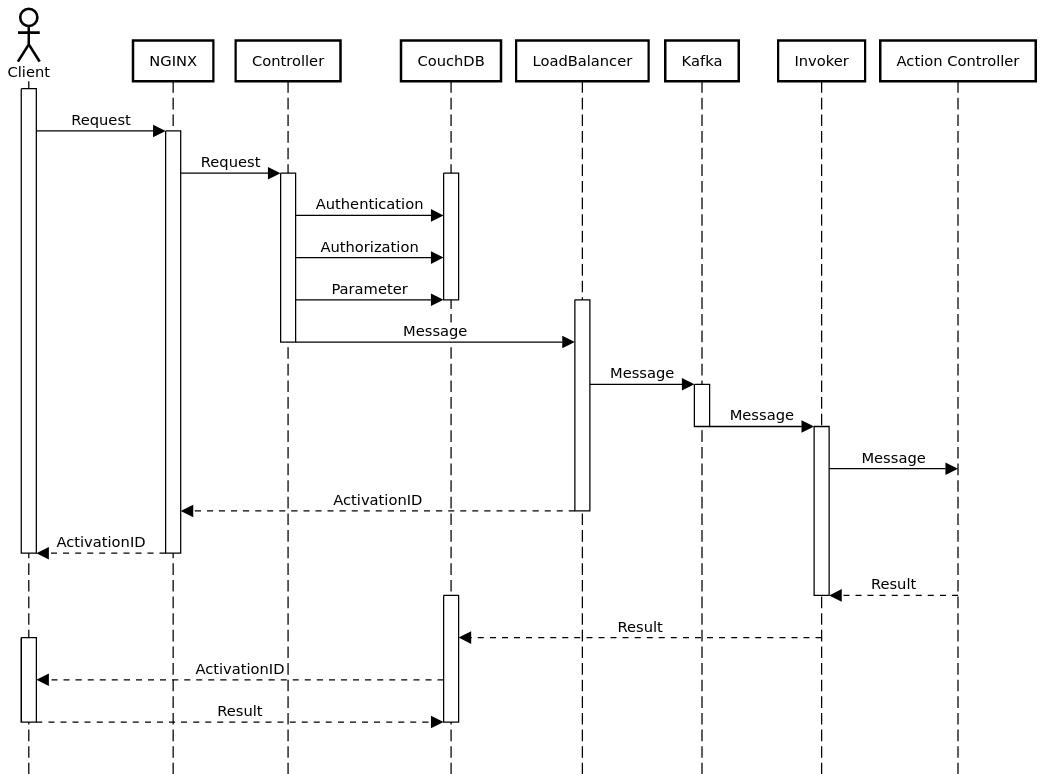 Client
NGINX
Controller
CouchDB
LoadBalancer
Kafka
Invoker
Action Controller
Request
Request
Authentication
Authorization
Parameter
Message
Message
Message
Message
ActivationID
ActivationID
Result
Result
ActivationID
Result